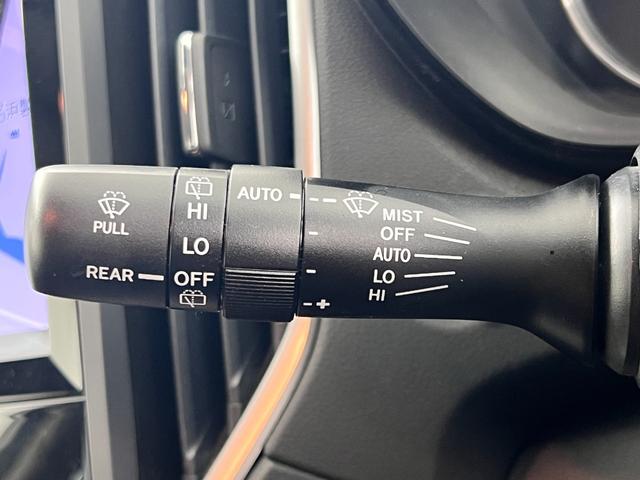 PULL
REAR
HI
LO
OFF
AUTO
- +
MIST
OFF
AUTO
LO
HI